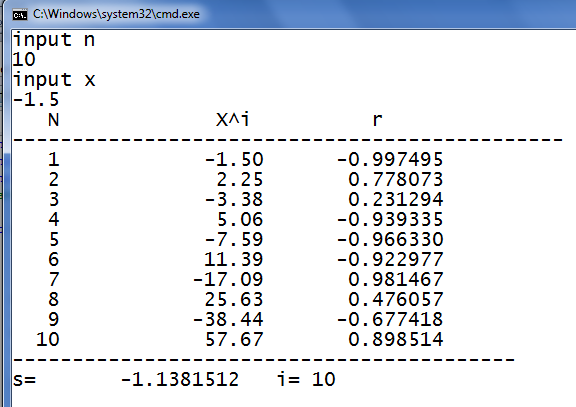 C:\Windows\system32\cmd.exe
input n
10
input x
-1.5
N X^i r
--------------------------------------------
1 -1.50 -0.997495
2 2.25 0.778073
3 -3.38 0.231294
4 5.06 -0.939335
5 -7.59 -0.966330
6 11.39 -0.922977
7 -17.09 0.981467
8 25.63 0.476057
9 -38.44 -0.677418
10 57.67 0.898514
----------------------------------------
s= -1.1381512 i= 10